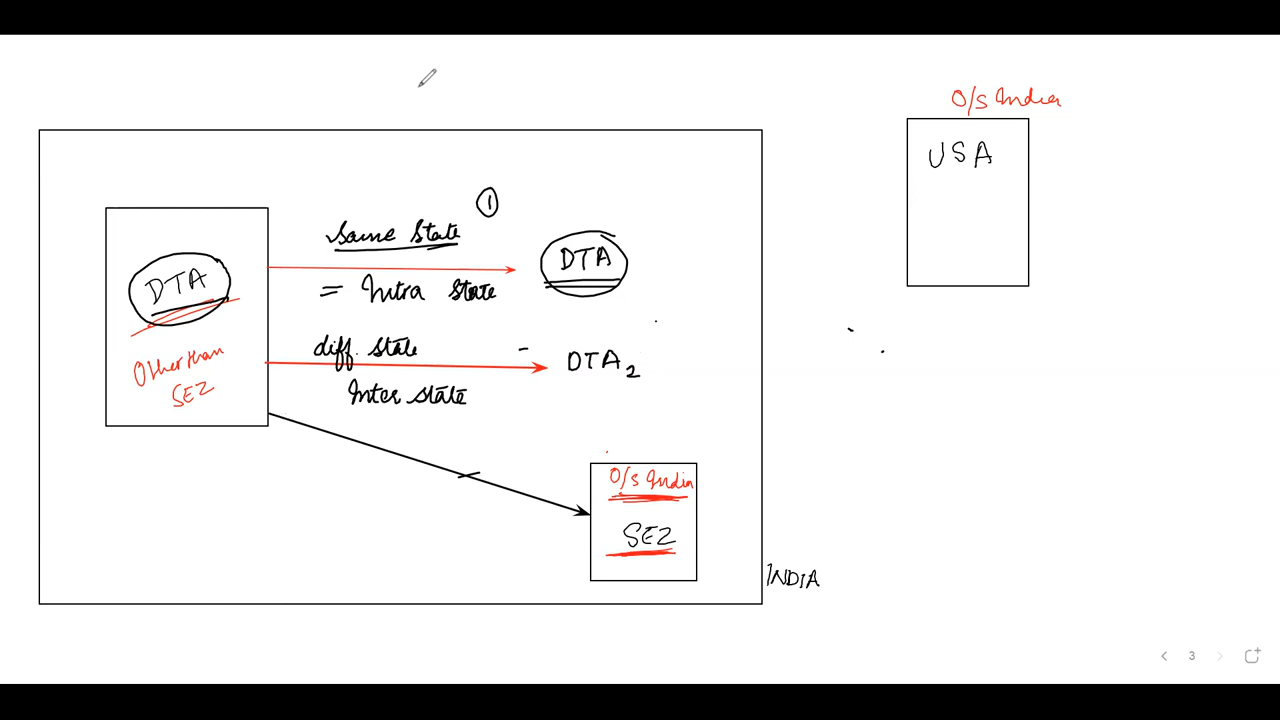 O/s India
USA
1
Same State
DTA
DTA
= Intra State
Other than
SEZ
diff. State
DTA2
Inter State
O/s India
SEZ
INDIA
3